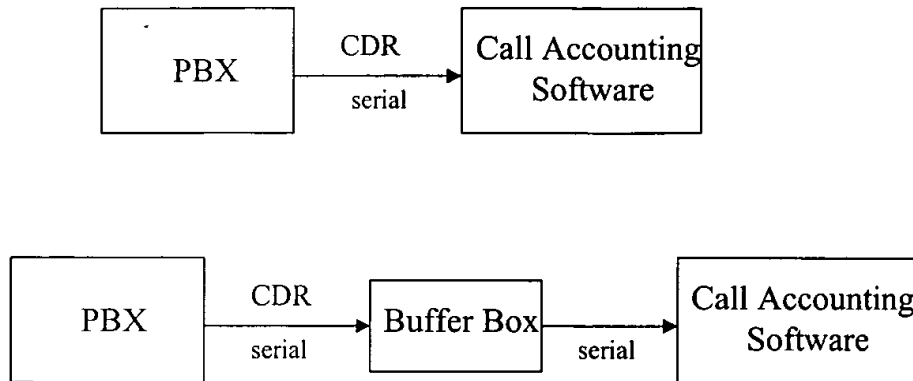 PBX
CDR
serial
Call Accounting
Software
PBX
CDR
serial
Buffer Box
serial
Call Accounting
Software